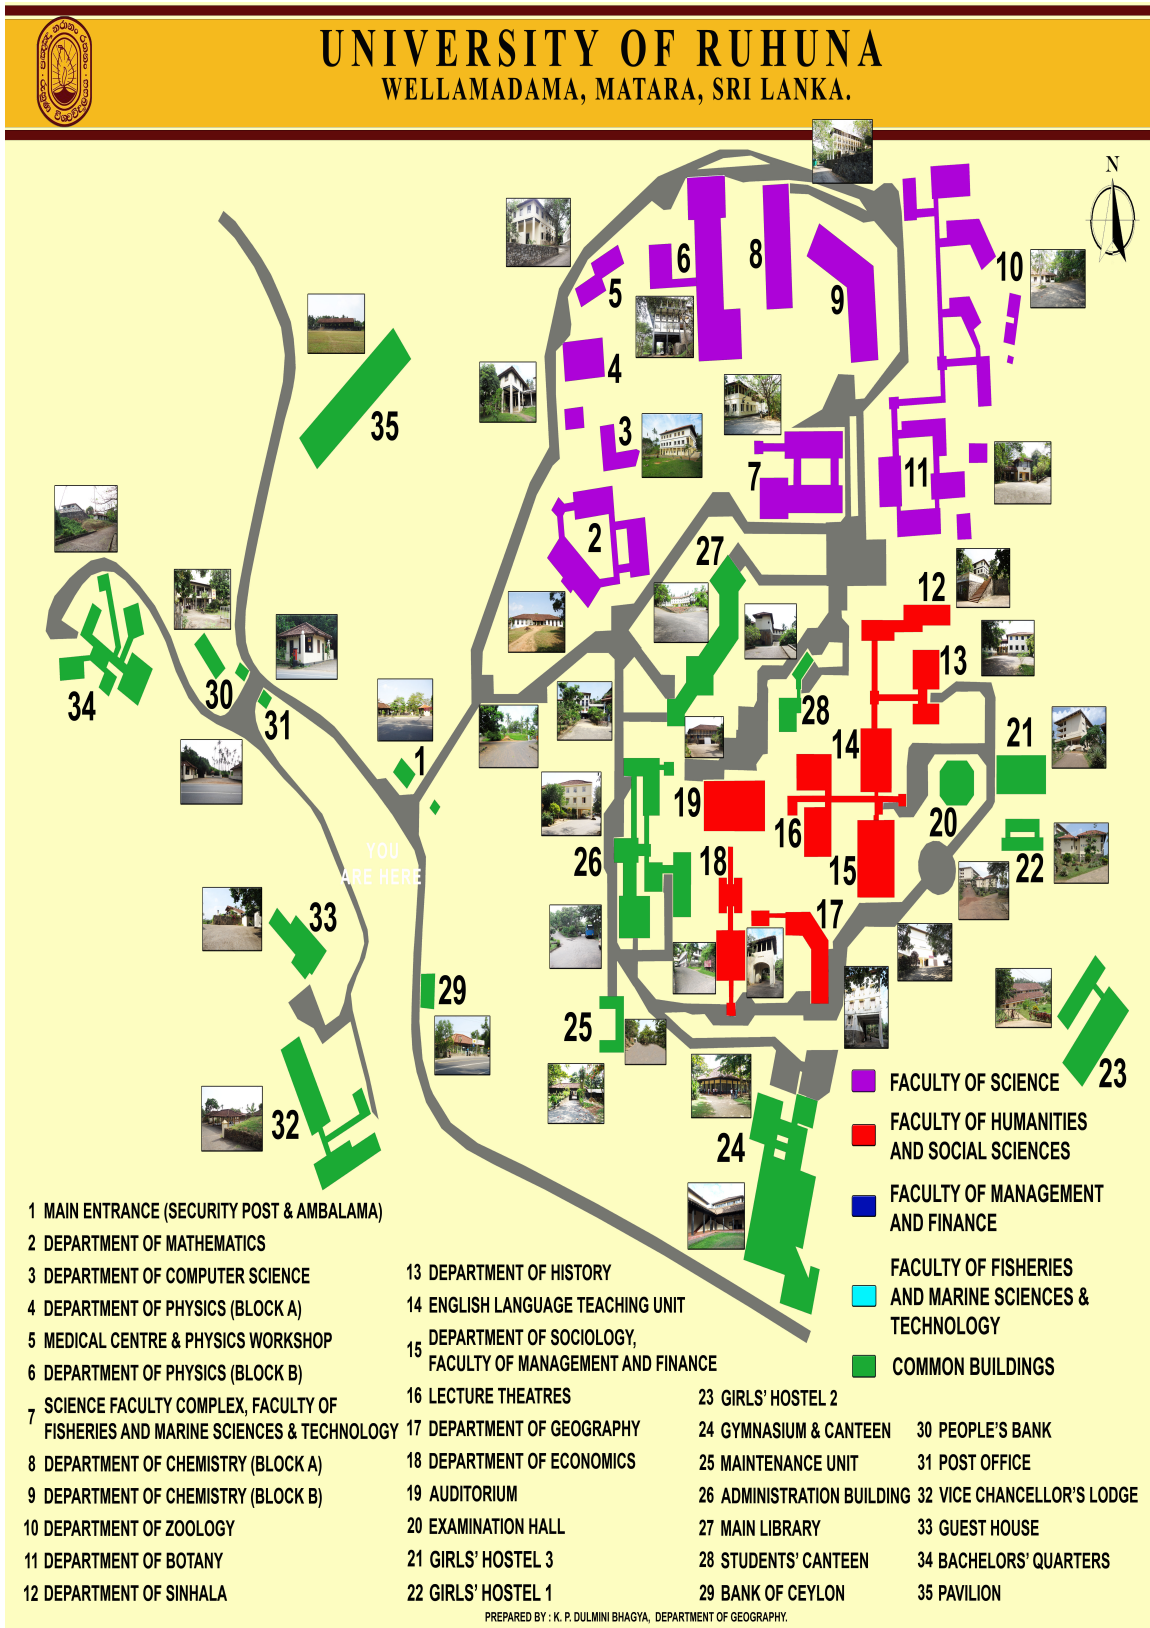 UNIVERSITY OF RUHUNA
WELLAMADAMA, MATARA, SRI LANKA.
N
6
8
5
9
10
4
35
3
7
11
2
27
12
13
30
34
31
28
21
1
14
19
16
20
YOU
ARE HERE
26
18
15
22
33
17
29
25
23
32
24
FACULTY OF SCIENCE
FACULTY OF HUMANITIES
AND SOCIAL SCIENCES
FACULTY OF MANAGEMENT
AND FINANCE
FACULTY OF FISHERIES
AND MARINE SCIENCES &
TECHNOLOGY
COMMON BUILDINGS
1 MAIN ENTRANCE (SECURITY POST & AMBALAMA)
2 DEPARTMENT OF MATHEMATICS
3 DEPARTMENT OF COMPUTER SCIENCE
4 DEPARTMENT OF PHYSICS (BLOCK A)
5 MEDICAL CENTRE & PHYSICS WORKSHOP
6 DEPARTMENT OF PHYSICS (BLOCK B)
7 SCIENCE FACULTY COMPLEX, FACULTY OF
FISHERIES AND MARINE SCIENCES & TECHNOLOGY
8 DEPARTMENT OF CHEMISTRY (BLOCK A)
9 DEPARTMENT OF CHEMISTRY (BLOCK B)
10 DEPARTMENT OF ZOOLOGY
11 DEPARTMENT OF BOTANY
12 DEPARTMENT OF SINHALA
13 DEPARTMENT OF HISTORY
14 ENGLISH LANGUAGE TEACHING UNIT
15 DEPARTMENT OF SOCIOLOGY,
FACULTY OF MANAGEMENT AND FINANCE
16 LECTURE THEATRES
17 DEPARTMENT OF GEOGRAPHY
18 DEPARTMENT OF ECONOMICS
19 AUDITORIUM
20 EXAMINATION HALL
21 GIRLS' HOSTEL 3
22 GIRLS' HOSTEL 1
23 GIRLS' HOSTEL 2
24 GYMNASIUM & CANTEEN
25 MAINTENANCE UNIT
26 ADMINISTRATION BUILDING
27 MAIN LIBRARY
28 STUDENTS' CANTEEN
29 BANK OF CEYLON
30 PEOPLE'S BANK
31 POST OFFICE
32 VICE CHANCELLOR'S LODGE
33 GUEST HOUSE
34 BACHELORS' QUARTERS
35 PAVILION
PREPARED BY : K. P. DULMINI BHAGYA, DEPARTMENT OF GEOGRAPHY.